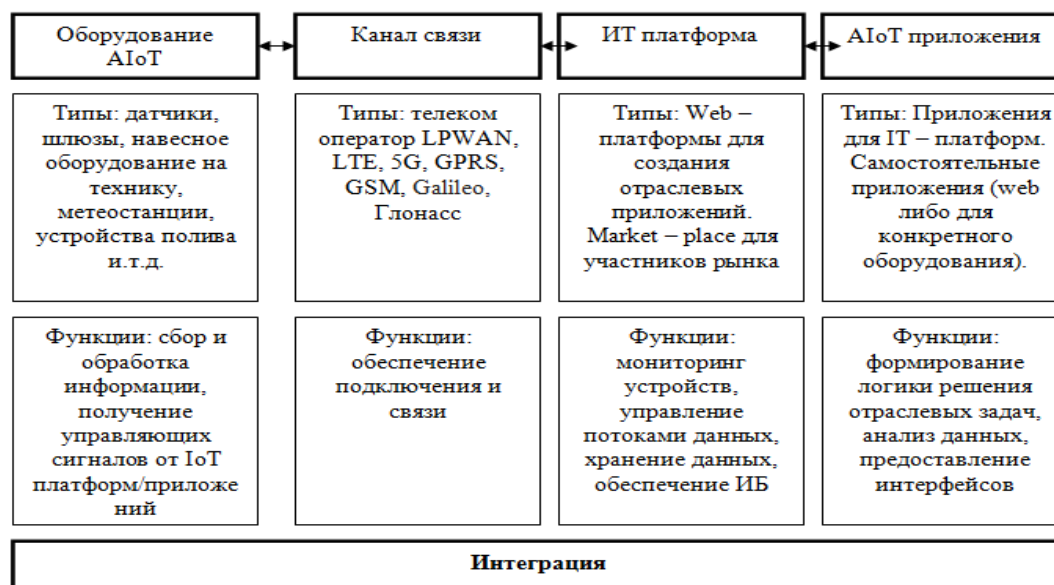 Оборудование
AIoT
Канал связи
ИТ платформа
AIoT приложения
Типы: датчики,
шлюзы, навесное
оборудование на
технику,
метеостанции,
устройства полива
и.т.д.
Типы: телеком
оператор LPWAN,
LTE, 5G, GPRS,
GSM, Galileo,
Глонасс
Типы: Web –
платформы для
создания
отраслевых
приложений.
Market – place для
участников рынка
Типы: Приложения
для IT – платформ.
Самостоятельные
приложения (web
либо для
конкретного
оборудования).
Функции: сбор и
обработка
информации,
получение
управляющих
сигналов от IoT
платформ/приложе
ний
Функции:
обеспечение
подключения и
связи
Функции:
мониторинг
устройств,
управление
потоками данных,
хранение данных,
обеспечение ИБ
Функции:
формирование
логики решения
отраслевых задач,
анализ данных,
предоставление
интерфейсов
Интеграция